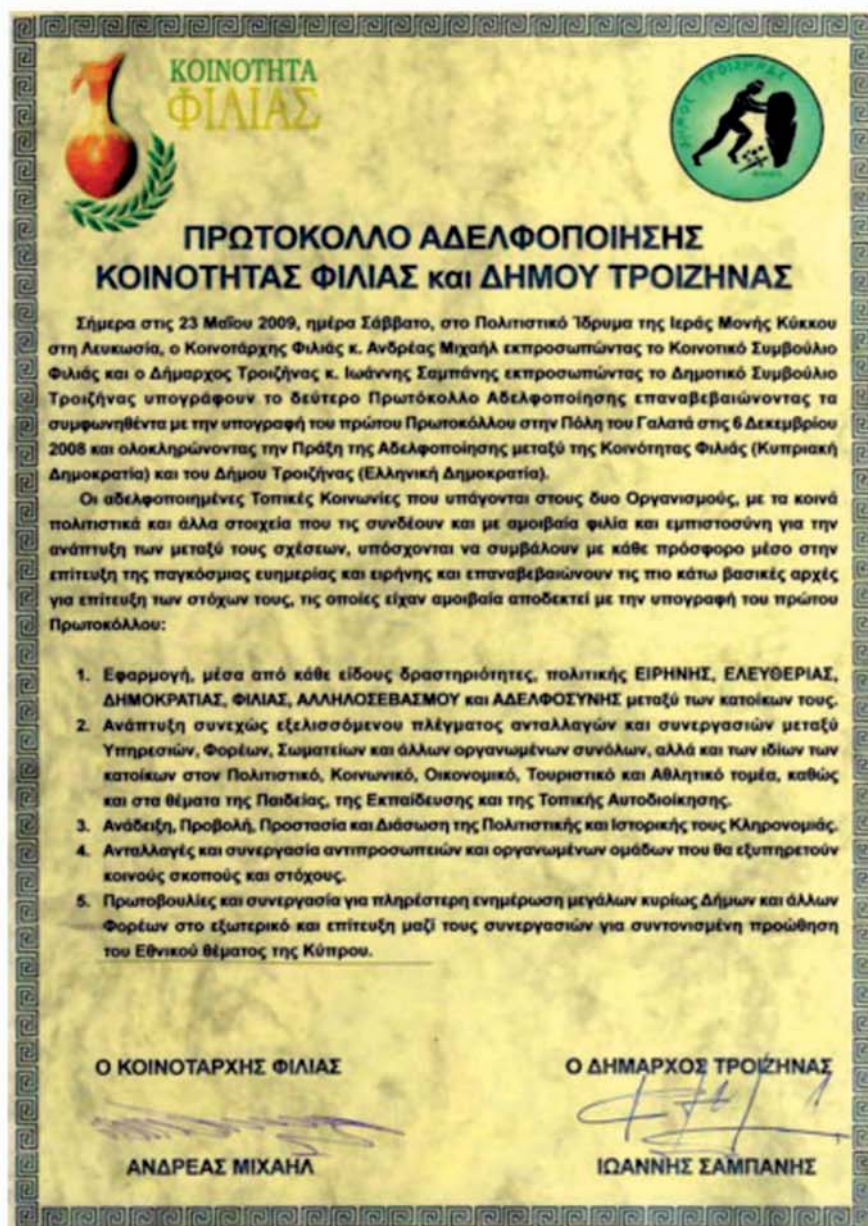 ΚΟΙΝΟΤΗΤΑ
ΦΙΛΙΑΣ
ΔΗΜΟΣ ΤΡΟΙΖΗΝΑΣ
ΠΡΩΤΟΚΟΛΛΟ ΑΔΕΛΦΟΠΟΙΗΣΗΣ
ΚΟΙΝΟΤΗΤΑΣ ΦΙΛΙΑΣ και ΔΗΜΟΥ ΤΡΟΙΖΗΝΑΣ
Σήμερα στις 23 Μαΐου 2009, ημέρα Σάββατο, στο Πολιτιστικό Ίδρυμα της Ιεράς Μονής Κύκκου
στη Λευκωσία, ο Κοινοτάρχης Φιλιάς κ. Ανδρέας Μιχαήλ εκπροσωπώντας το Κοινοτικό Συμβούλιο
Φιλιάς και ο Δήμαρχος Τροιζήνας κ. Ιωάννης Σαμπάνης εκπροσωπώντας το Δημοτικό Συμβούλιο
Τροιζήνας υπογράφουν το δεύτερο Πρωτόκολλο Αδελφοποίησης επαναβεβαιώνοντας τα
συμφωνηθέντα με την υπογραφή του πρώτου Πρωτοκόλλου στην Πόλη του Γαλατά στις 6 Δεκεμβρίου
2008 και ολοκληρώνοντας την Πράξη της Αδελφοποίησης μεταξύ της Κοινότητας Φιλιάς (Κυπριακή
Δημοκρατία) και του Δήμου Τροιζήνας (Ελληνική Δημοκρατία).
Οι αδελφοποιημένες Τοπικές Κοινωνίες που υπάγονται στους δυο Οργανισμούς, με τα κοινά
πολιτιστικά και άλλα στοιχεία που τις συνδέουν και με αμοιβαία φιλία και εμπιστοσύνη για την
ανάπτυξη των μεταξύ τους σχέσεων, υπόσχονται να συμβάλουν με κάθε πρόσφορο μέσο στην
επίτευξη της παγκόσμιας ευημερίας και ειρήνης και επαναβεβαιώνουν τις πιο κάτω βασικές αρχές
για επίτευξη των στόχων τους, τις οποίες είχαν αμοιβαία αποδεκτεί με την υπογραφή του πρώτου
Πρωτοκόλλου:
1. Εφαρμογή, μέσα από κάθε είδους δραστηριότητες, πολιτικής ΕΙΡΗΝΗΣ, ΕΛΕΥΘΕΡΙΑΣ,
ΔΗΜΟΚΡΑΤΙΑΣ, ΦΙΛΙΑΣ, ΑΛΛΗΛΟΣΕΒΑΣΜΟΥ και ΑΔΕΛΦΟΣΥΝΗΣ μεταξύ των κατοίκων τους.
2. Ανάπτυξη συνεχώς εξελισσόμενου πλέγματος ανταλλαγών και συνεργασιών μεταξύ
Υπηρεσιών, Φορέων, Σωματείων και άλλων οργανωμένων συνόλων, αλλά και των ιδίων των
κατοίκων στον Πολιτιστικό, Κοινωνικό, Οικονομικό, Τουριστικό και Αθλητικό τομέα, καθώς
και στα θέματα της Παιδείας, της Εκπαίδευσης και της Τοπικής Αυτοδιοίκησης.
3. Ανάδειξη, Προβολή, Προστασία και Διάσωση της Πολιτιστικής και Ιστορικής τους Κληρονομιάς.
4. Ανταλλαγές και συνεργασία αντιπροσωπειών και οργανωμένων ομάδων που θα εξυπηρετούν
κοινούς σκοπούς και στόχους.
5. Πρωτοβουλίες και συνεργασία για πληρέστερη ενημέρωση μεγάλων κυρίως Δήμων και άλλων
Φορέων στο εξωτερικό και επίτευξη μαζί τους συνεργασιών για συντονισμένη προώθηση
του Εθνικού θέματος της Κύπρου.
Ο ΚΟΙΝΟΤΑΡΧΗΣ ΦΙΛΙΑΣ
Ο ΔΗΜΑΡΧΟΣ ΤΡΟΙΖΗΝΑΣ
ΑΝΔΡΕΑΣ ΜΙΧΑΗΛ
ΙΩΑΝΝΗΣ ΣΑΜΠΑΝΗΣ